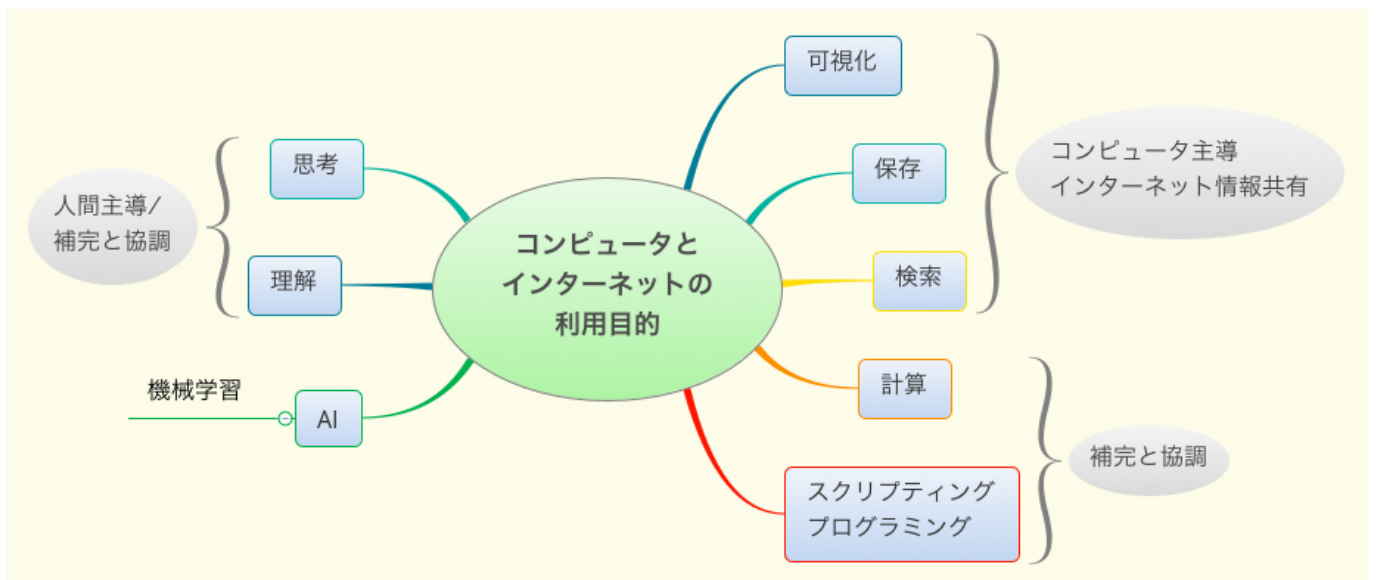 コンピュータと
インターネットの
利用目的
可視化
保存
検索
コンピュータ主導
インターネット情報共有
計算
スクリプティング
プログラミング
補完と協調
思考
理解
人間主導/
補完と協調
AI
機械学習